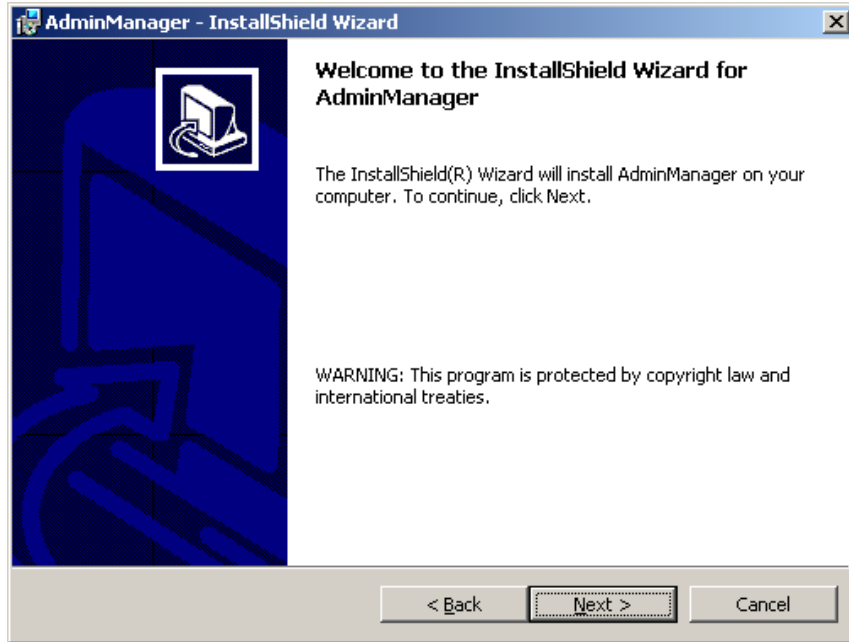 AdminManager - InstallShield Wizard
Welcome to the InstallShield Wizard for
AdminManager
The InstallShield(R) Wizard will install AdminManager on your
computer. To continue, click Next.
WARNING: This program is protected by copyright law and
international treaties.
< Back
Next >
Cancel